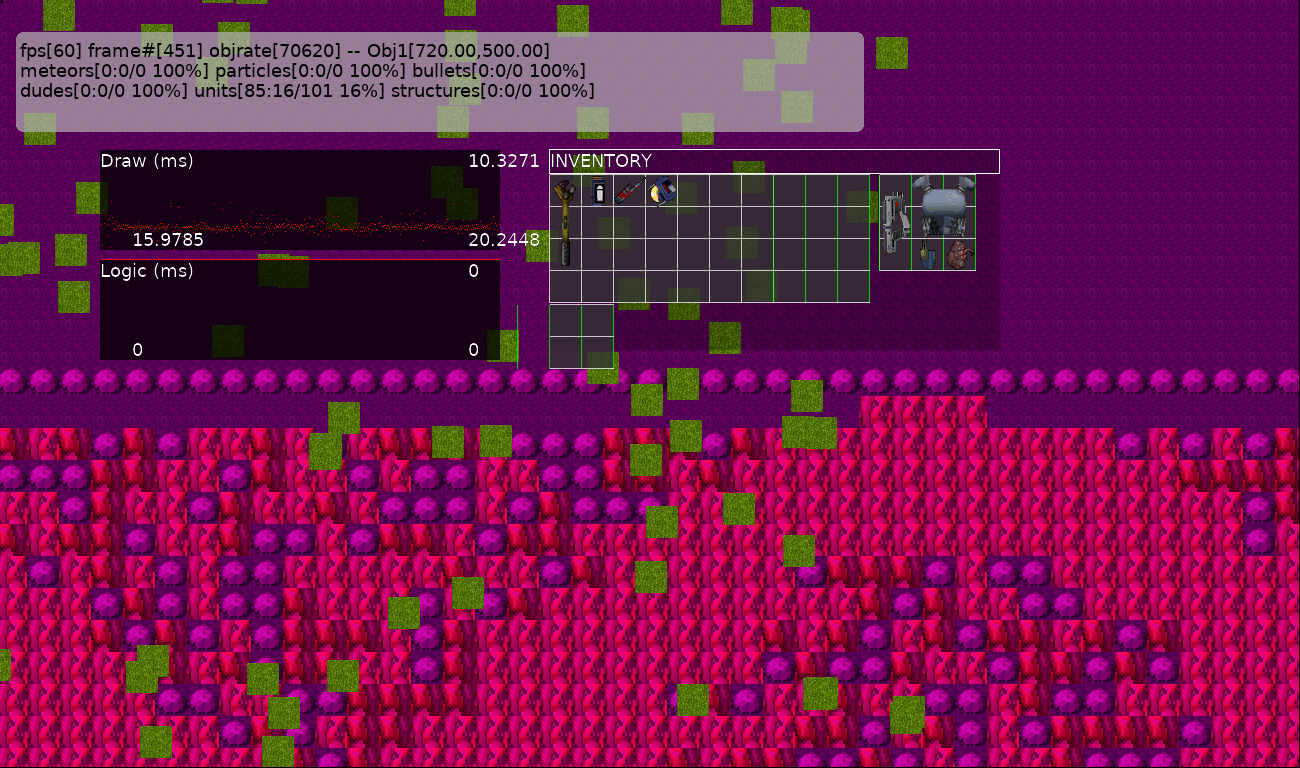 fps[60] frame#[451] objrate[70620] -- Obj1[720.00,500.00]
meteors[0:0/0 100%] particles[0:0/0 100%] bullets[0:0/0 100%]
dudes[0:0/0 100%] units[85:16/101 16%] structures[0:0/0 100%]
Draw (ms) 10.3271
15.9785 20.2448
Logic (ms) 0
0 0
INVENTORY